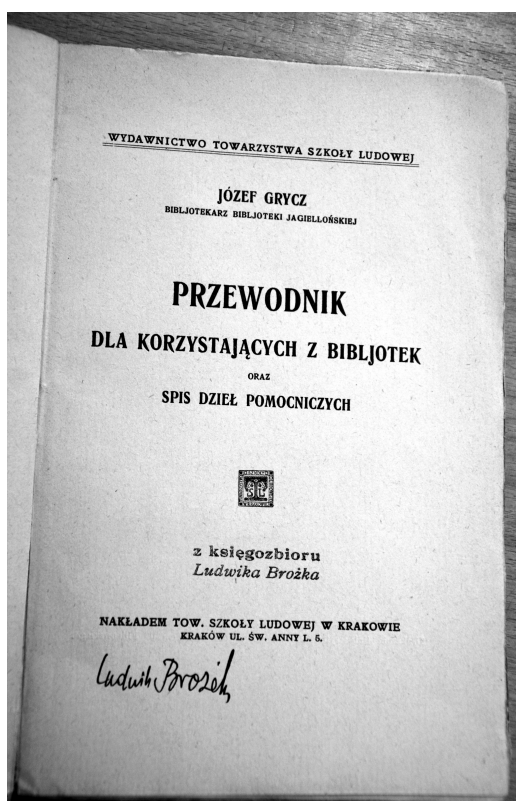 WYDAWNICTWO TOWARZYSTWA SZKOŁY LUDOWEJ
JÓZEF GRYCZ
BIBLJOTEKARZ BIBLJOTEKI JAGIELLOŃSKIEJ
PRZEWODNIK
DLA KORZYSTAJĄCYCH Z BIBLJOTEK
ORAZ
SPIS DZIEŁ POMOCNICZYCH
z księgozbioru
Ludwika Brożka
NAKŁADEM TOW. SZKOŁY LUDOWEJ W KRAKOWIE
KRAKÓW UL. ŚW. ANNY L. 5.
Ludwik Brożek